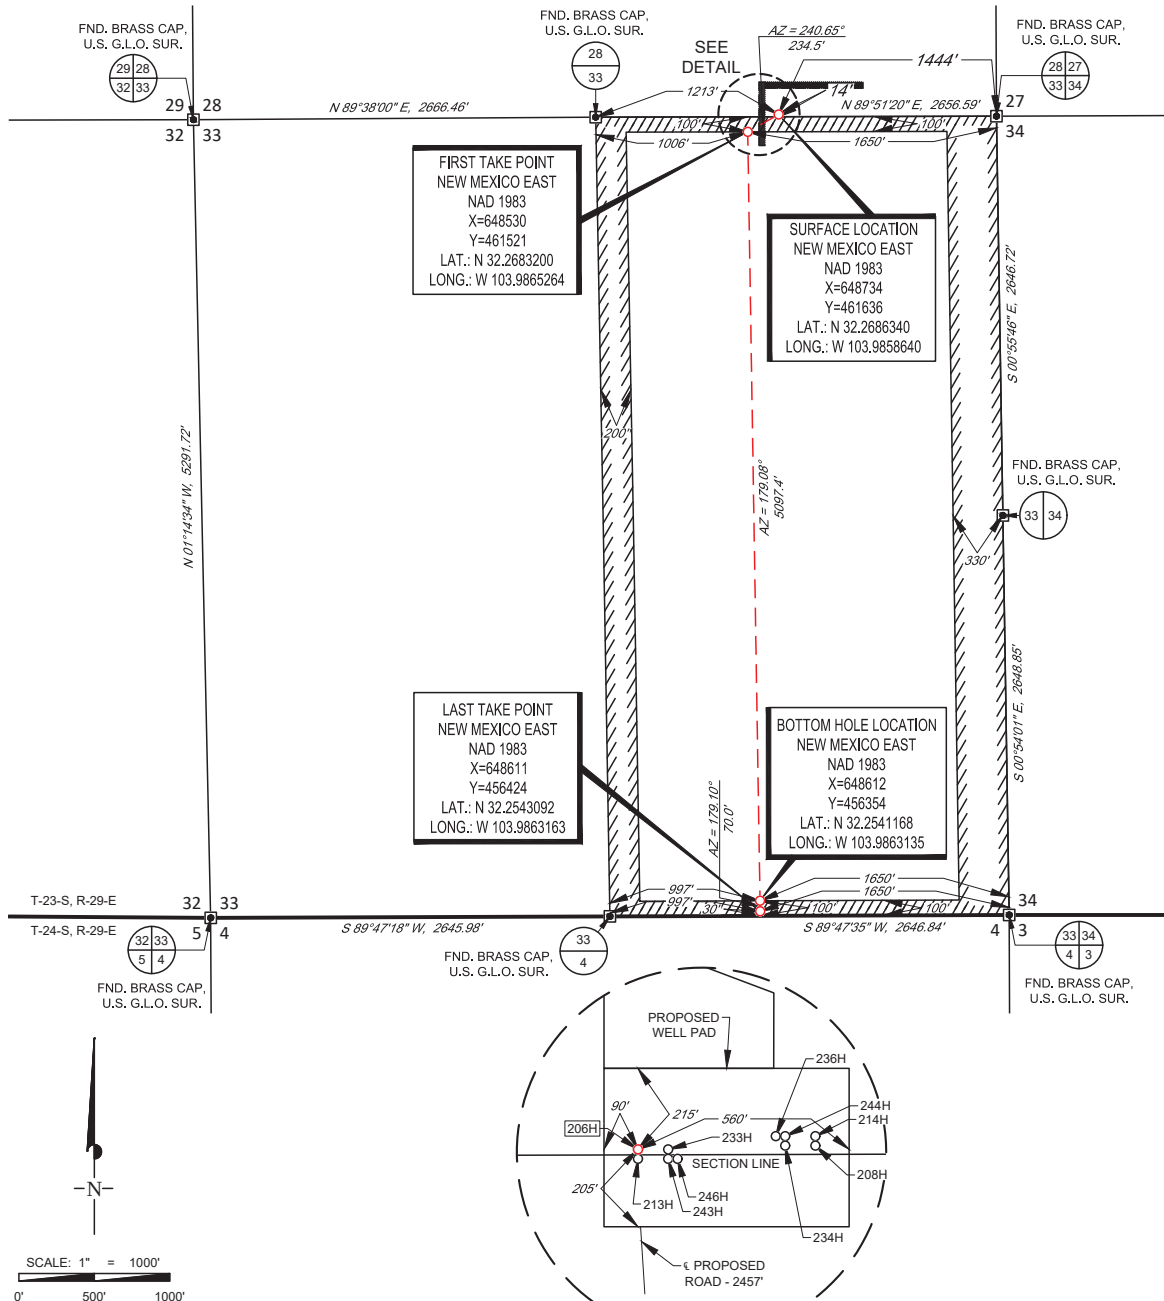 FND. BRASS CAP,
U.S. G.L.O. SUR.
29 28
32 33
29 28
32 33
N 89°38'00" E, 2666.46'
FND. BRASS CAP,
U.S. G.L.O. SUR.
28
33
SEE
DETAIL
AZ = 240.65°
234.5'
1444'
FND. BRASS CAP,
U.S. G.L.O. SUR.
28 27
33 34
27
34
1213'
14'
N 89°51'20" E, 2656.59'
100'
100'
1006'
1650'
FIRST TAKE POINT
NEW MEXICO EAST
NAD 1983
X=648530
Y=461521
LAT.: N 32.2683200
LONG.: W 103.9865264
SURFACE LOCATION
NEW MEXICO EAST
NAD 1983
X=648734
Y=461636
LAT.: N 32.2686340
LONG.: W 103.9858640
S 00°55'46" E, 2646.72'
200'
N 01°14'34" W, 5291.72'
AZ = 179.08°
5097.4'
FND. BRASS CAP,
U.S. G.L.O. SUR.
33 34
330'
S 00°54'01" E, 2648.85'
LAST TAKE POINT
NEW MEXICO EAST
NAD 1983
X=648611
Y=456424
LAT.: N 32.2543092
LONG.: W 103.9863163
BOTTOM HOLE LOCATION
NEW MEXICO EAST
NAD 1983
X=648612
Y=456354
LAT.: N 32.2541168
LONG.: W 103.9863135
AZ = 179.10°
70.0'
997'
997'
30'
1650'
1650'
100'
100'
T-23-S, R-29-E
T-24-S, R-29-E
32 33
5 4
34
4 3
S 89°47'18" W, 2645.98'
S 89°47'35" W, 2646.84'
32 33
5 4
FND. BRASS CAP,
U.S. G.L.O. SUR.
33
4
FND. BRASS CAP,
U.S. G.L.O. SUR.
33 34
4 3
FND. BRASS CAP,
U.S. G.L.O. SUR.
PROPOSED
WELL PAD
236H
90'
215'
560'
244H
214H
206H
233H
SECTION LINE
208H
205'
213H
246H
243H
234H
℄ PROPOSED
ROAD - 2457'
N
SCALE: 1" = 1000'
0' 500' 1000'